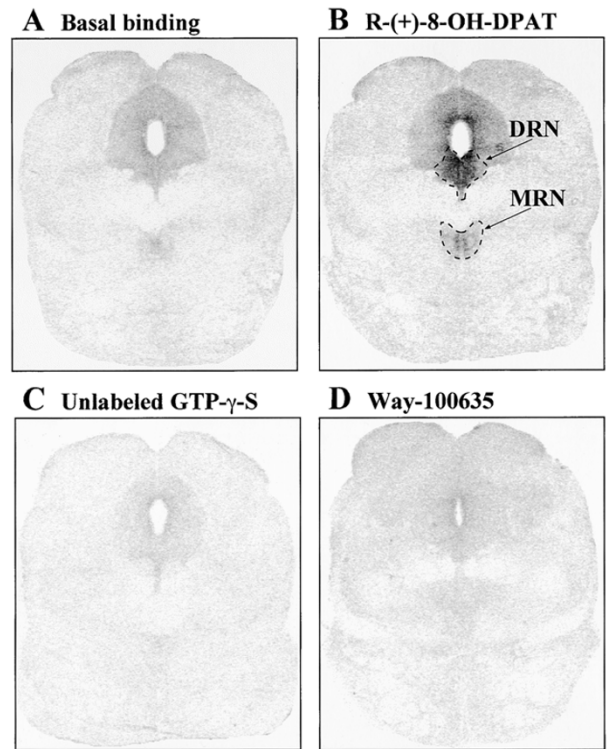 A Basal binding
B R-(+)-8-OH-DPAT
DRN
MRN
C Unlabeled GTP-γ-S
D Way-100635